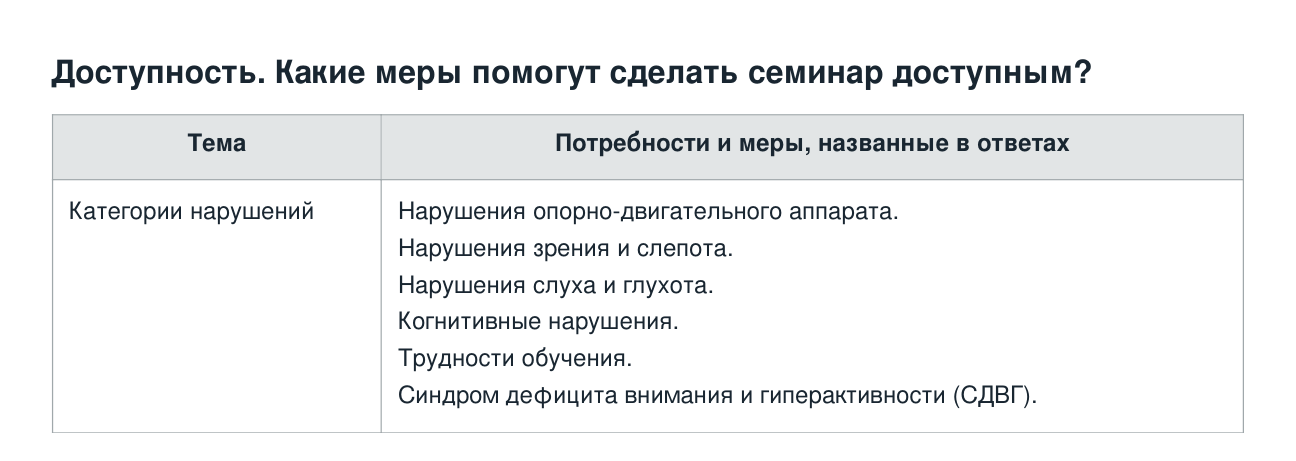 Доступность. Какие меры помогут сделать семинар доступным?
Тема
Потребности и меры, названные в ответах
Категории нарушений
Нарушения опорно-двигательного аппарата.
Нарушения зрения и слепота.
Нарушения слуха и глухота.
Когнитивные нарушения.
Трудности обучения.
Синдром дефицита внимания и гиперактивности (СДВГ).